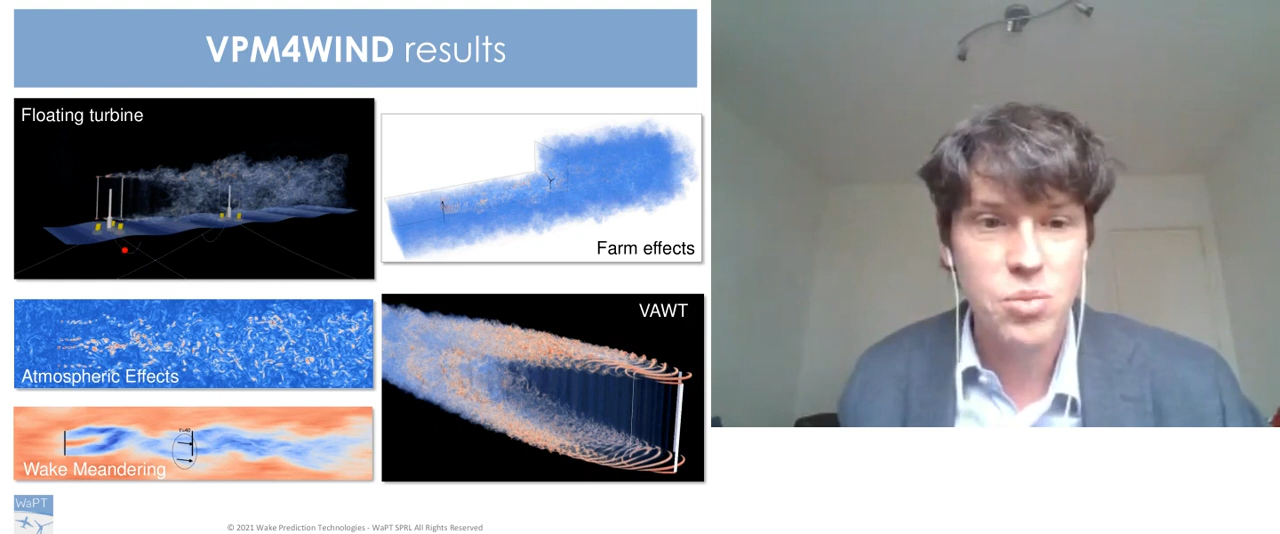 VPM4WIND results
Floating turbine
Farm effects
VAWT
Atmospheric Effects
Wake Meandering
WaPT
© 2021 Wake Prediction Technologies - WaPT SPRL All Rights Reserved